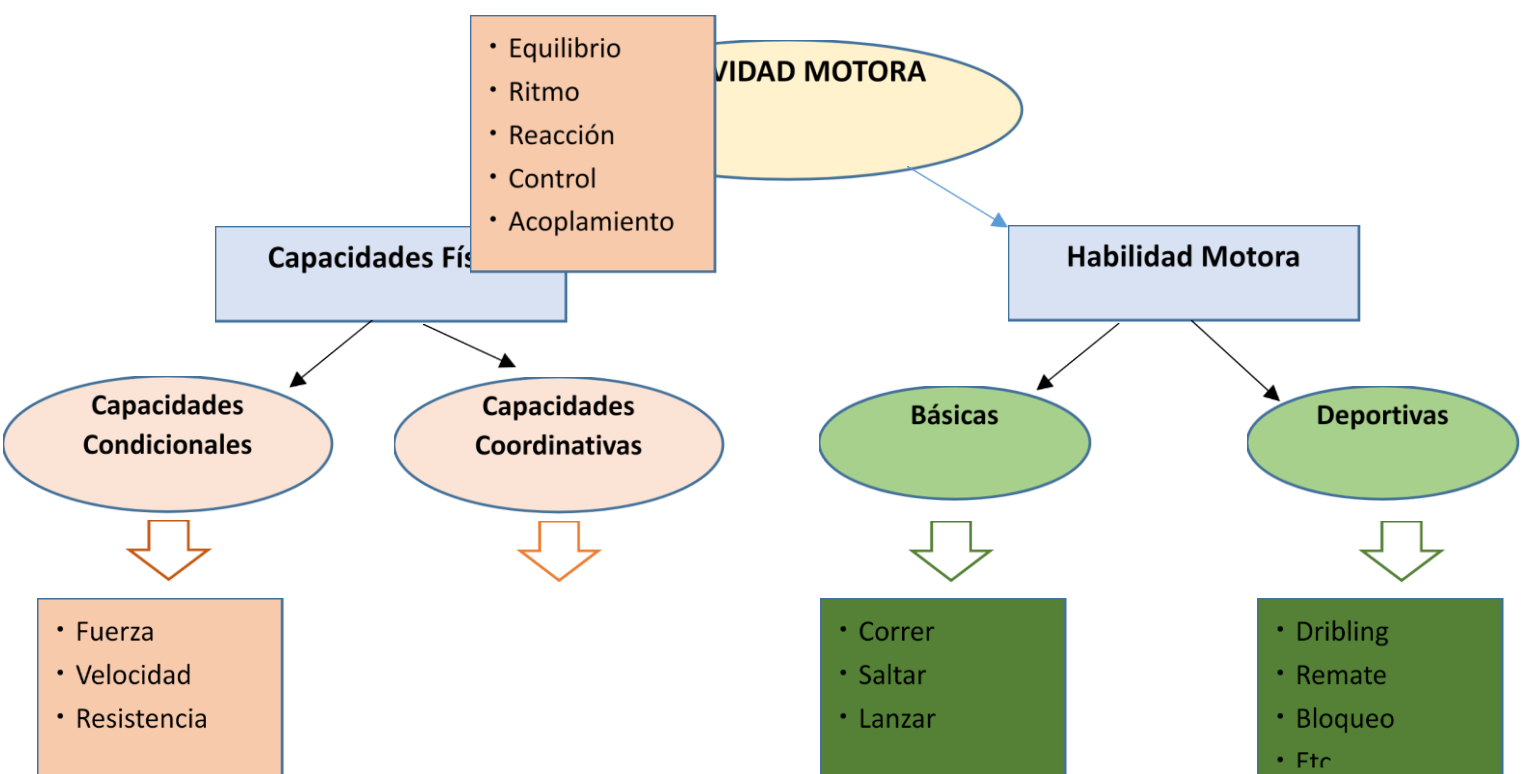 • Equilibrio
• Ritmo
• Reacción
• Control
• Acoplamiento
VIDAD MOTORA
Capacidades Fís
Habilidad Motora
Capacidades
Condicionales
Capacidades
Coordinativas
Básicas
Deportivas
• Fuerza
• Velocidad
• Resistencia
• Correr
• Saltar
• Lanzar
• Dribling
• Remate
• Bloqueo
• Etc